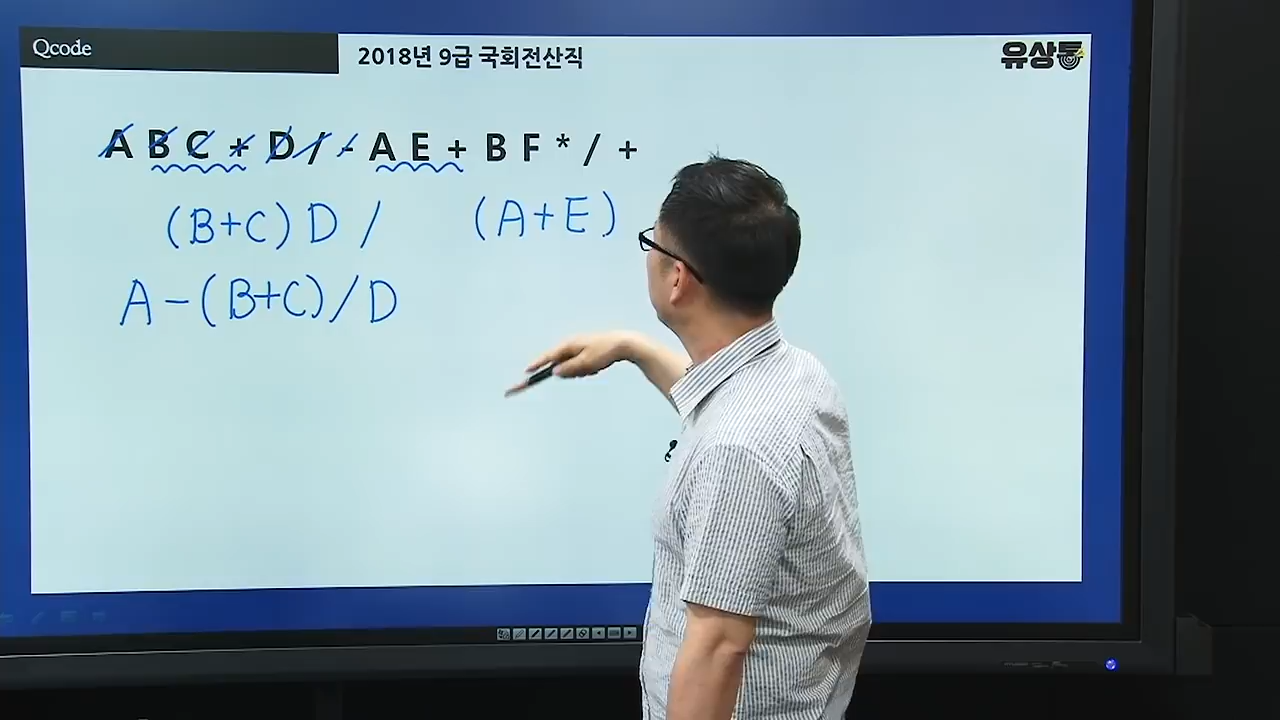 Qcode
2018년 9급 국회전산직
유상통
A B C + D / - A E + B F * / +
(B+C) D / (A+E)
A-(B+C)/D